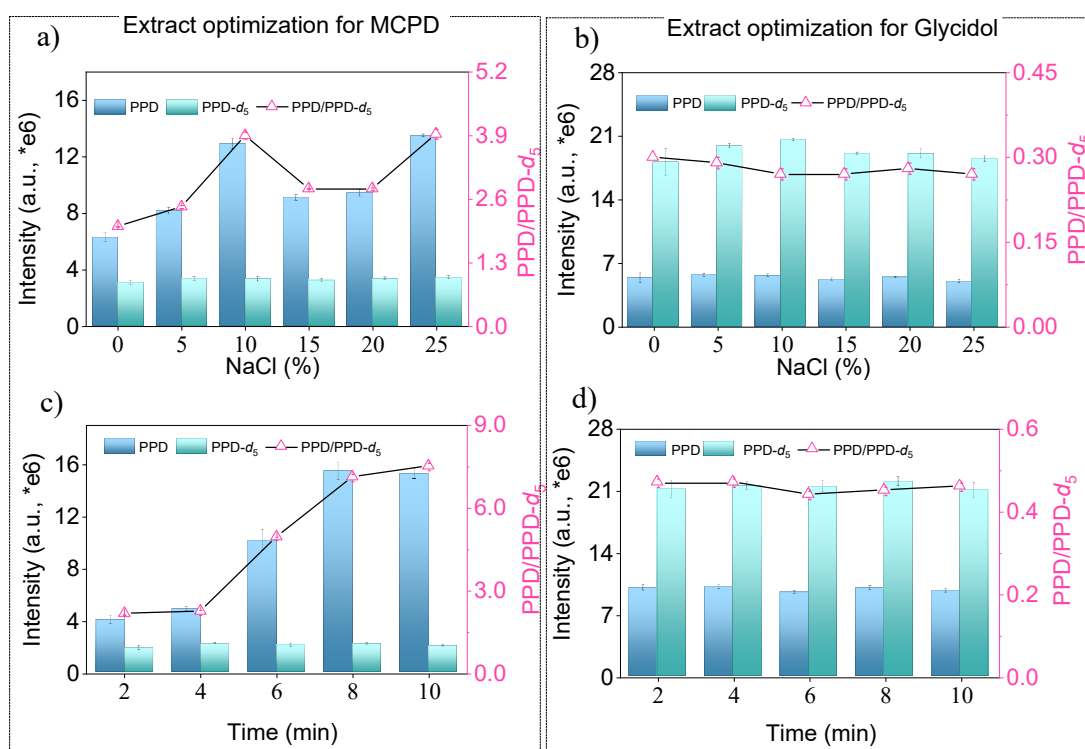 Extract optimization for MCPD
Extract optimization for Glycidol
a)
Intensity (a.u., *e6)
16
12
8
4
0
PPD PPD-d5 PPD/PPD-d5
5.2
3.9
2.6
1.3
0.0
PPD/PPD-d5
0 5 10 15 20 25
NaCl (%)
b)
Intensity (a.u., *e6)
28
21
14
7
0
PPD PPD-d5 PPD/PPD-d5
0.45
0.30
0.15
0.00
PPD/PPD-d5
0 5 10 15 20 25
NaCl (%)
c)
Intensity (a.u., *e6)
16
12
8
4
0
PPD PPD-d5 PPD/PPD-d5
9.0
7.5
6.0
4.5
3.0
1.5
0.0
PPD/PPD-d5
2 4 6 8 10
Time (min)
d)
Intensity (a.u., *e6)
28
21
14
7
0
PPD PPD-d5 PPD/PPD-d5
0.6
0.4
0.2
0.0
PPD/PPD-d5
2 4 6 8 10
Time (min)